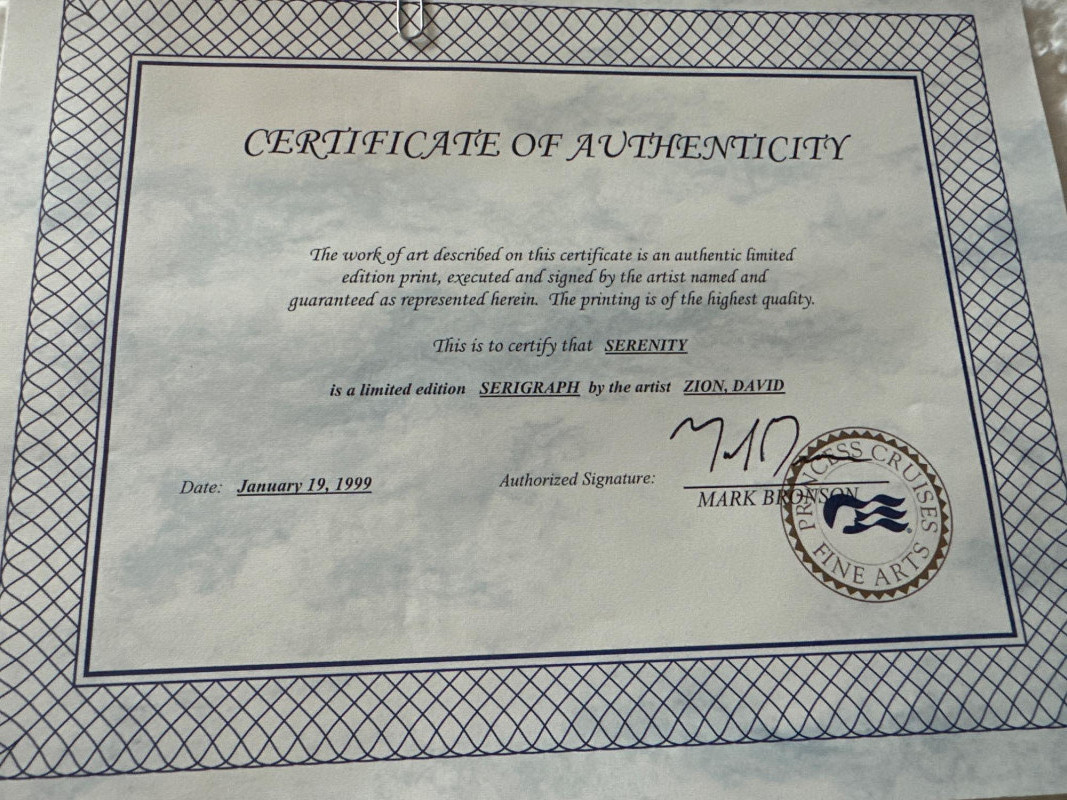 CERTIFICATE OF AUTHENTICITY
The work of art described on this certificate is an authentic limited
edition print, executed and signed by the artist named and
guaranteed as represented herein. The printing is of the highest quality.
This is to certify that SERENITY
is a limited edition SERIGRAPH by the artist ZION, DAVID
Date: January 19, 1999
Authorized Signature:
MARK BRONSON
PRINCESS CRUISES
FINE ARTS